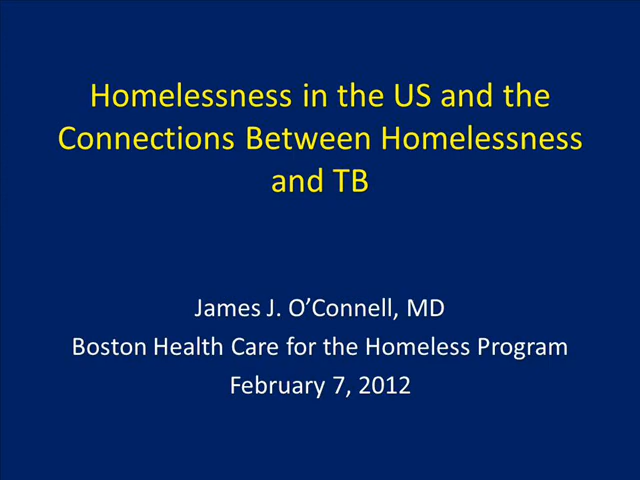 Homelessness in the US and the
Connections Between Homelessness
and TB
James J. O’Connell, MD
Boston Health Care for the Homeless Program
February 7, 2012